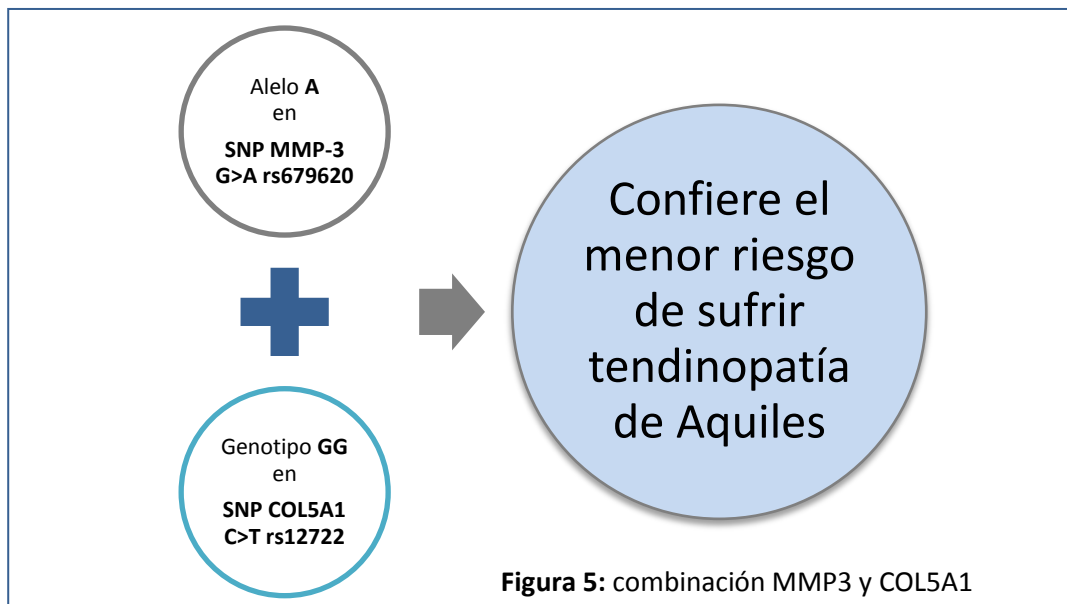 Alelo A
en
SNP MMP-3
G>A rs679620
Genotipo GG
en
SNP COL5A1
C>T rs12722
Confiere el
menor riesgo
de sufrir
tendinopatía
de Aquiles
Figura 5: combinación MMP3 y COL5A1